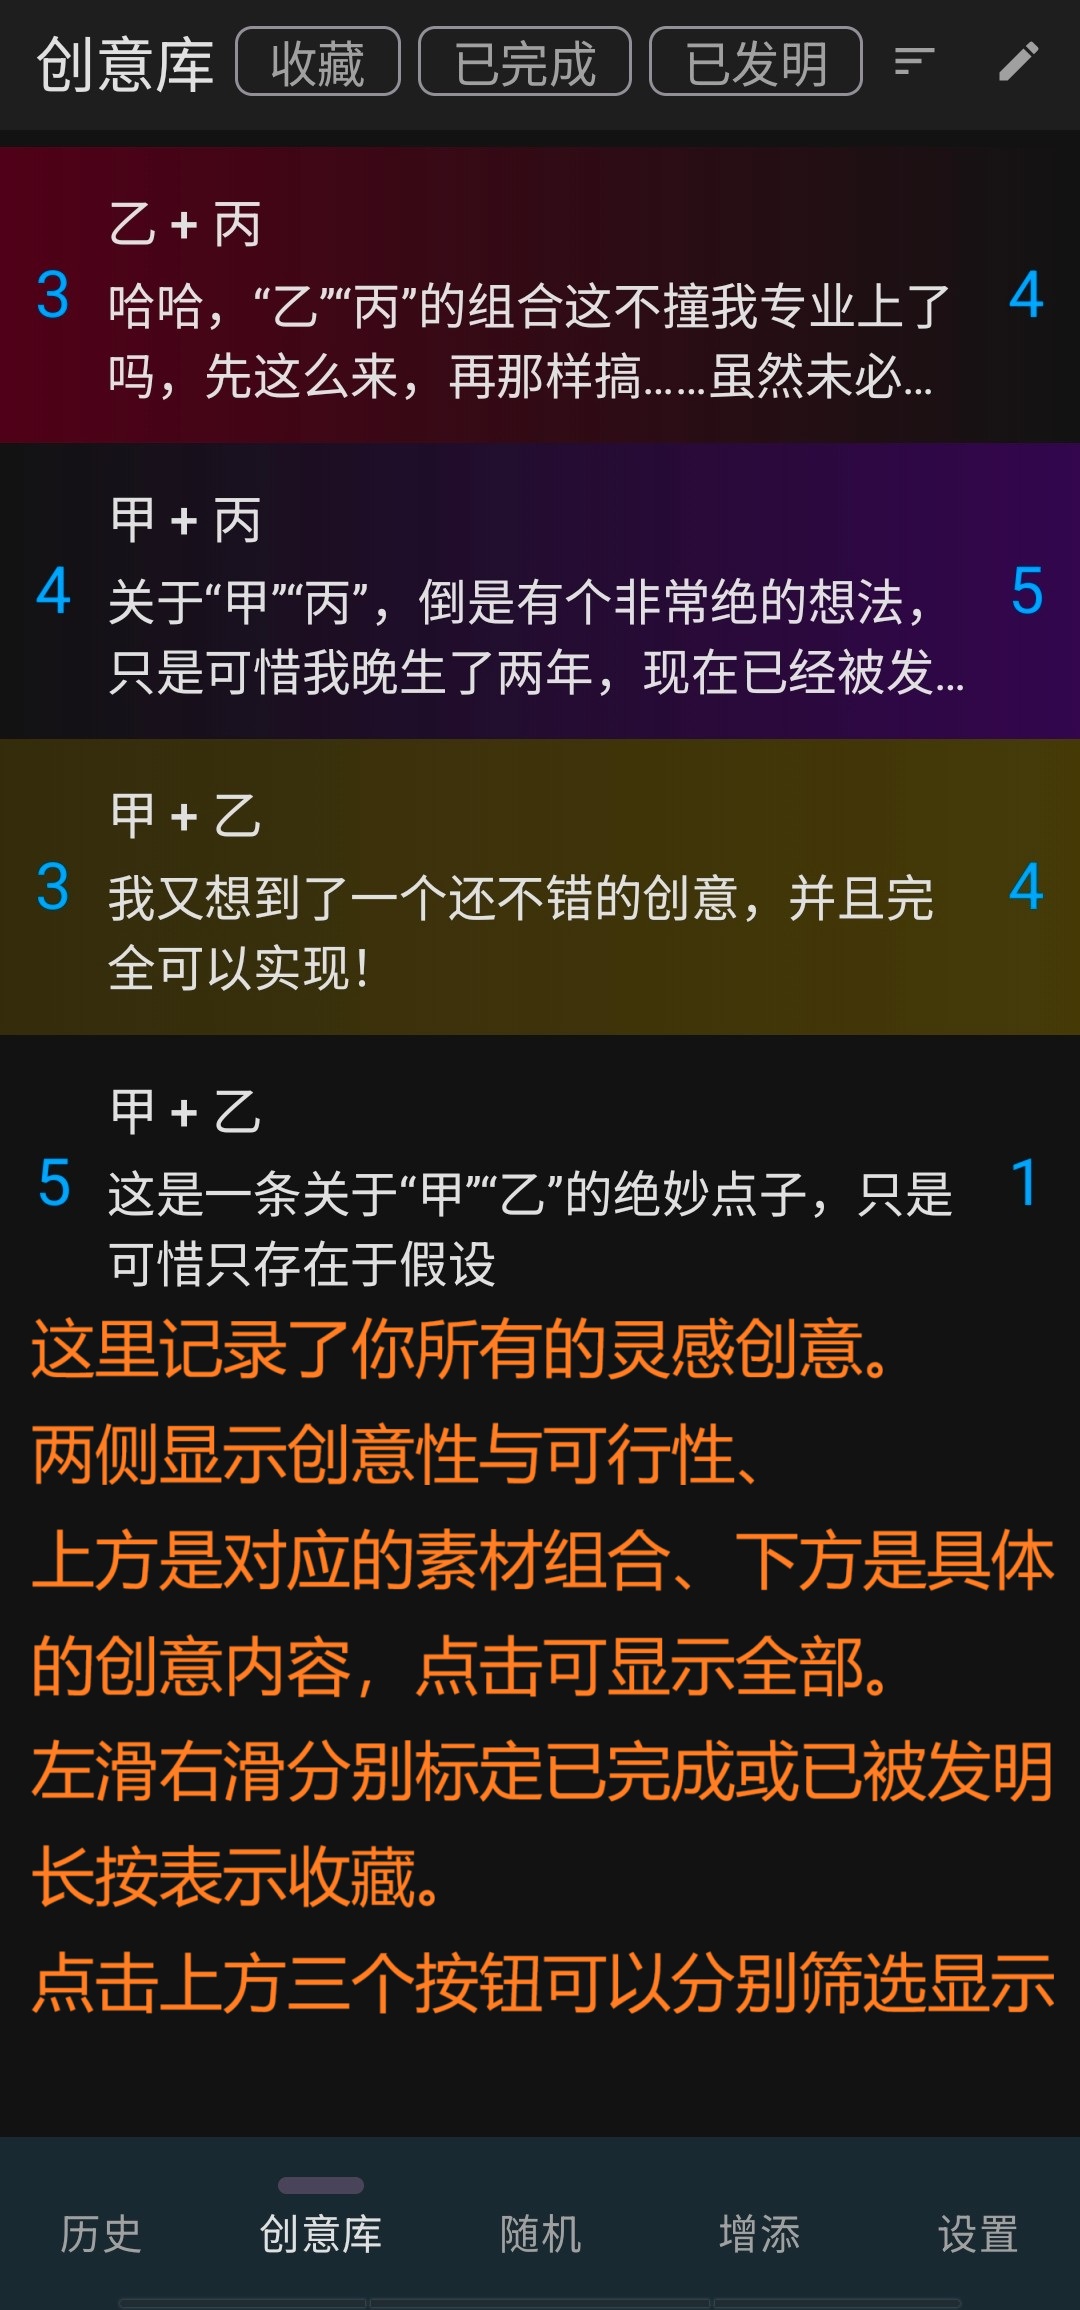 创意库 收藏 已完成 已发明
乙 + 丙
3 哈哈，“乙”“丙”的组合这不撞我专业上了 4
吗，先这么来，再那样搞……虽然未必...
甲 + 丙
4 关于“甲”“丙”，倒是有个非常绝的想法， 5
只是可惜我晚生了两年，现在已经被发...
甲 + 乙
3 我又想到了一个还不错的创意，并且完 4
全可以实现！
甲 + 乙
5 这是一条关于“甲”“乙”的绝妙点子，只是 1
可惜只存在于假设
这里记录了你所有的灵感创意。
两侧显示创意性与可行性、
上方是对应的素材组合、下方是具体
的创意内容，点击可显示全部。
左滑右滑分别标定已完成或已被发明
长按表示收藏。
点击上方三个按钮可以分别筛选显示
历史 创意库 随机 增添 设置